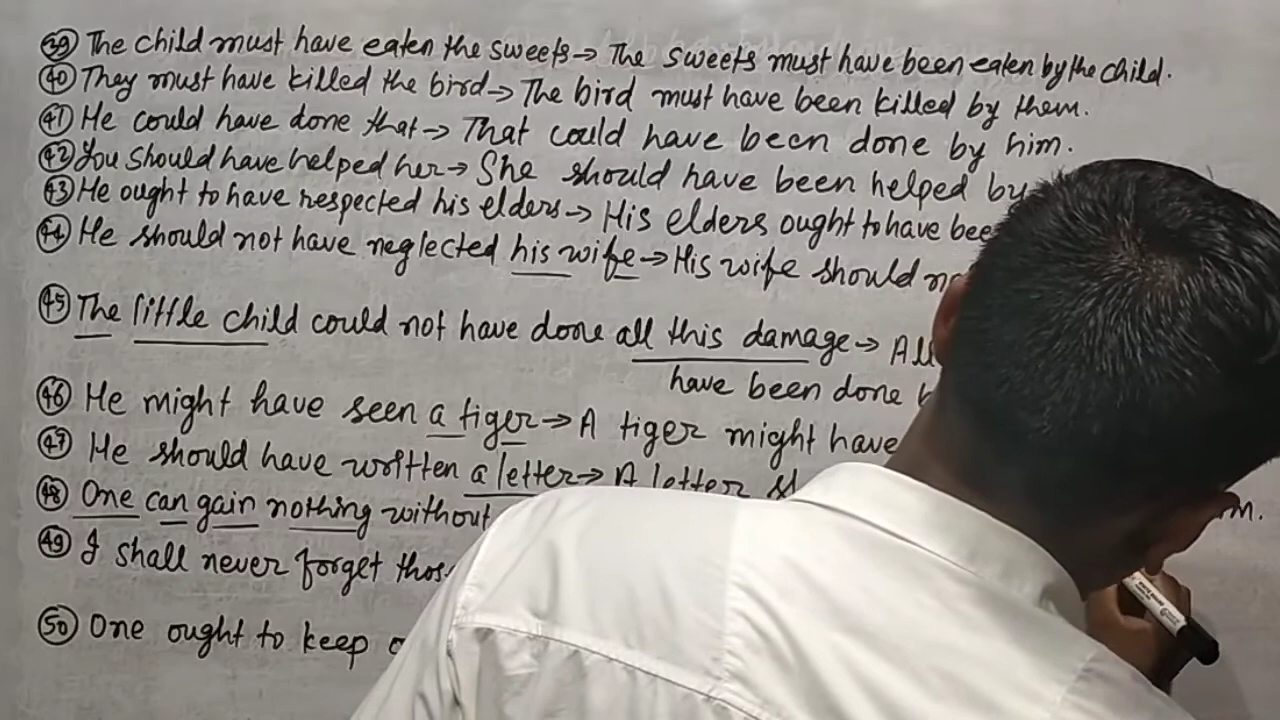 39 The child must have eaten the sweets → The sweets must have been eaten by the child.
40 They must have killed the bird → The bird must have been killed by them.
41 He could have done that → That could have been done by him.
42 You should have helped her → She should have been helped by
43 He ought to have respected his elders → His elders ought to have bee
44 He should not have neglected his wife → His wife should no
45 The little child could not have done all this damage → All
have been done b
46 He might have seen a tiger → A tiger might have
47 He should have written a letter → A letter sh
48 One can gain nothing without m.
49 I shall never forget thos
50 One ought to keep o